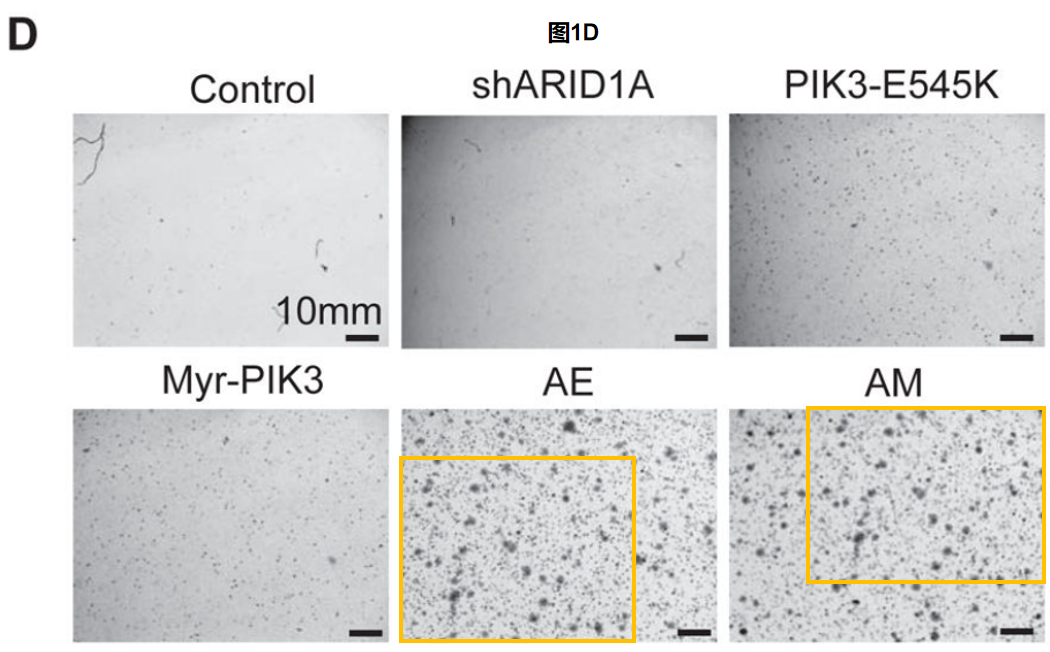 D
图1D
Control
shARID1A
PIK3-E545K
10mm
Myr-PIK3
AE
AM